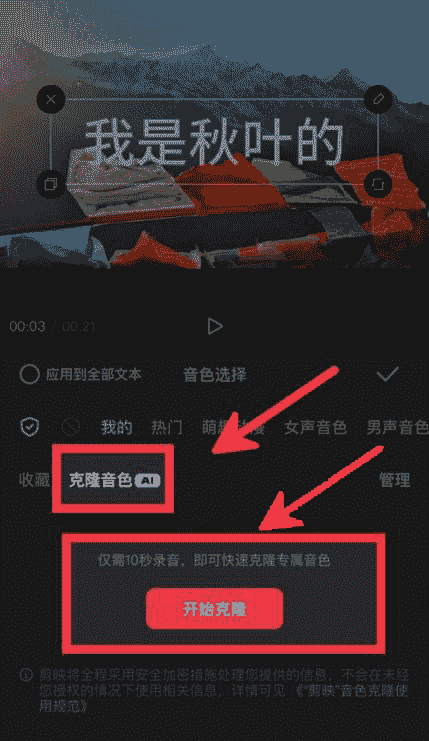 我是秋叶的
00:03 / 00:21
应用到全部文本 音色选择
我的 热门 萌趣动漫 女声音色 男声音色
收藏 克隆音色 AI 管理
仅需10秒录音，即可快速克隆专属音色
开始克隆
剪映将全程采用安全加密措施处理您提供的信息，不会在未经
您授权的情况下使用相关信息，详情可见《“剪映”音色克隆使
用规范》